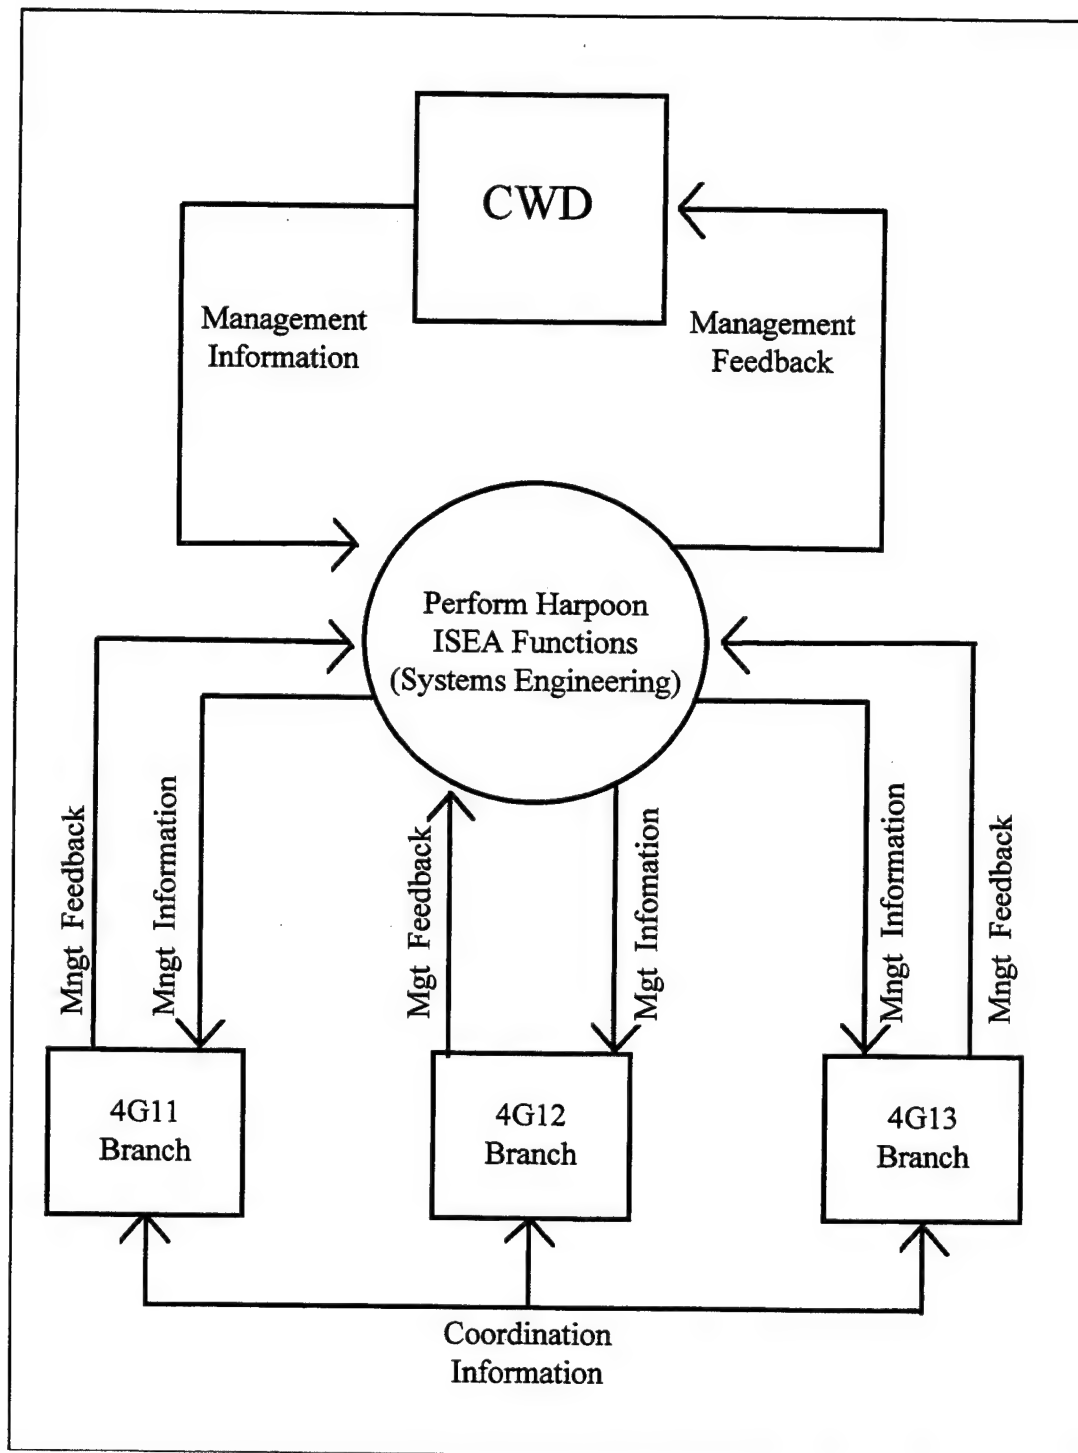 CWD
Management
Information
Management
Feedback
Perform Harpoon
ISEA Functions
(Systems Engineering)
Mngt Feedback
Mngt Information
Mgt Feedback
Mgt Infomation
Mngt Information
Mngt Feedback
4G11
Branch
4G12
Branch
4G13
Branch
Coordination
Information